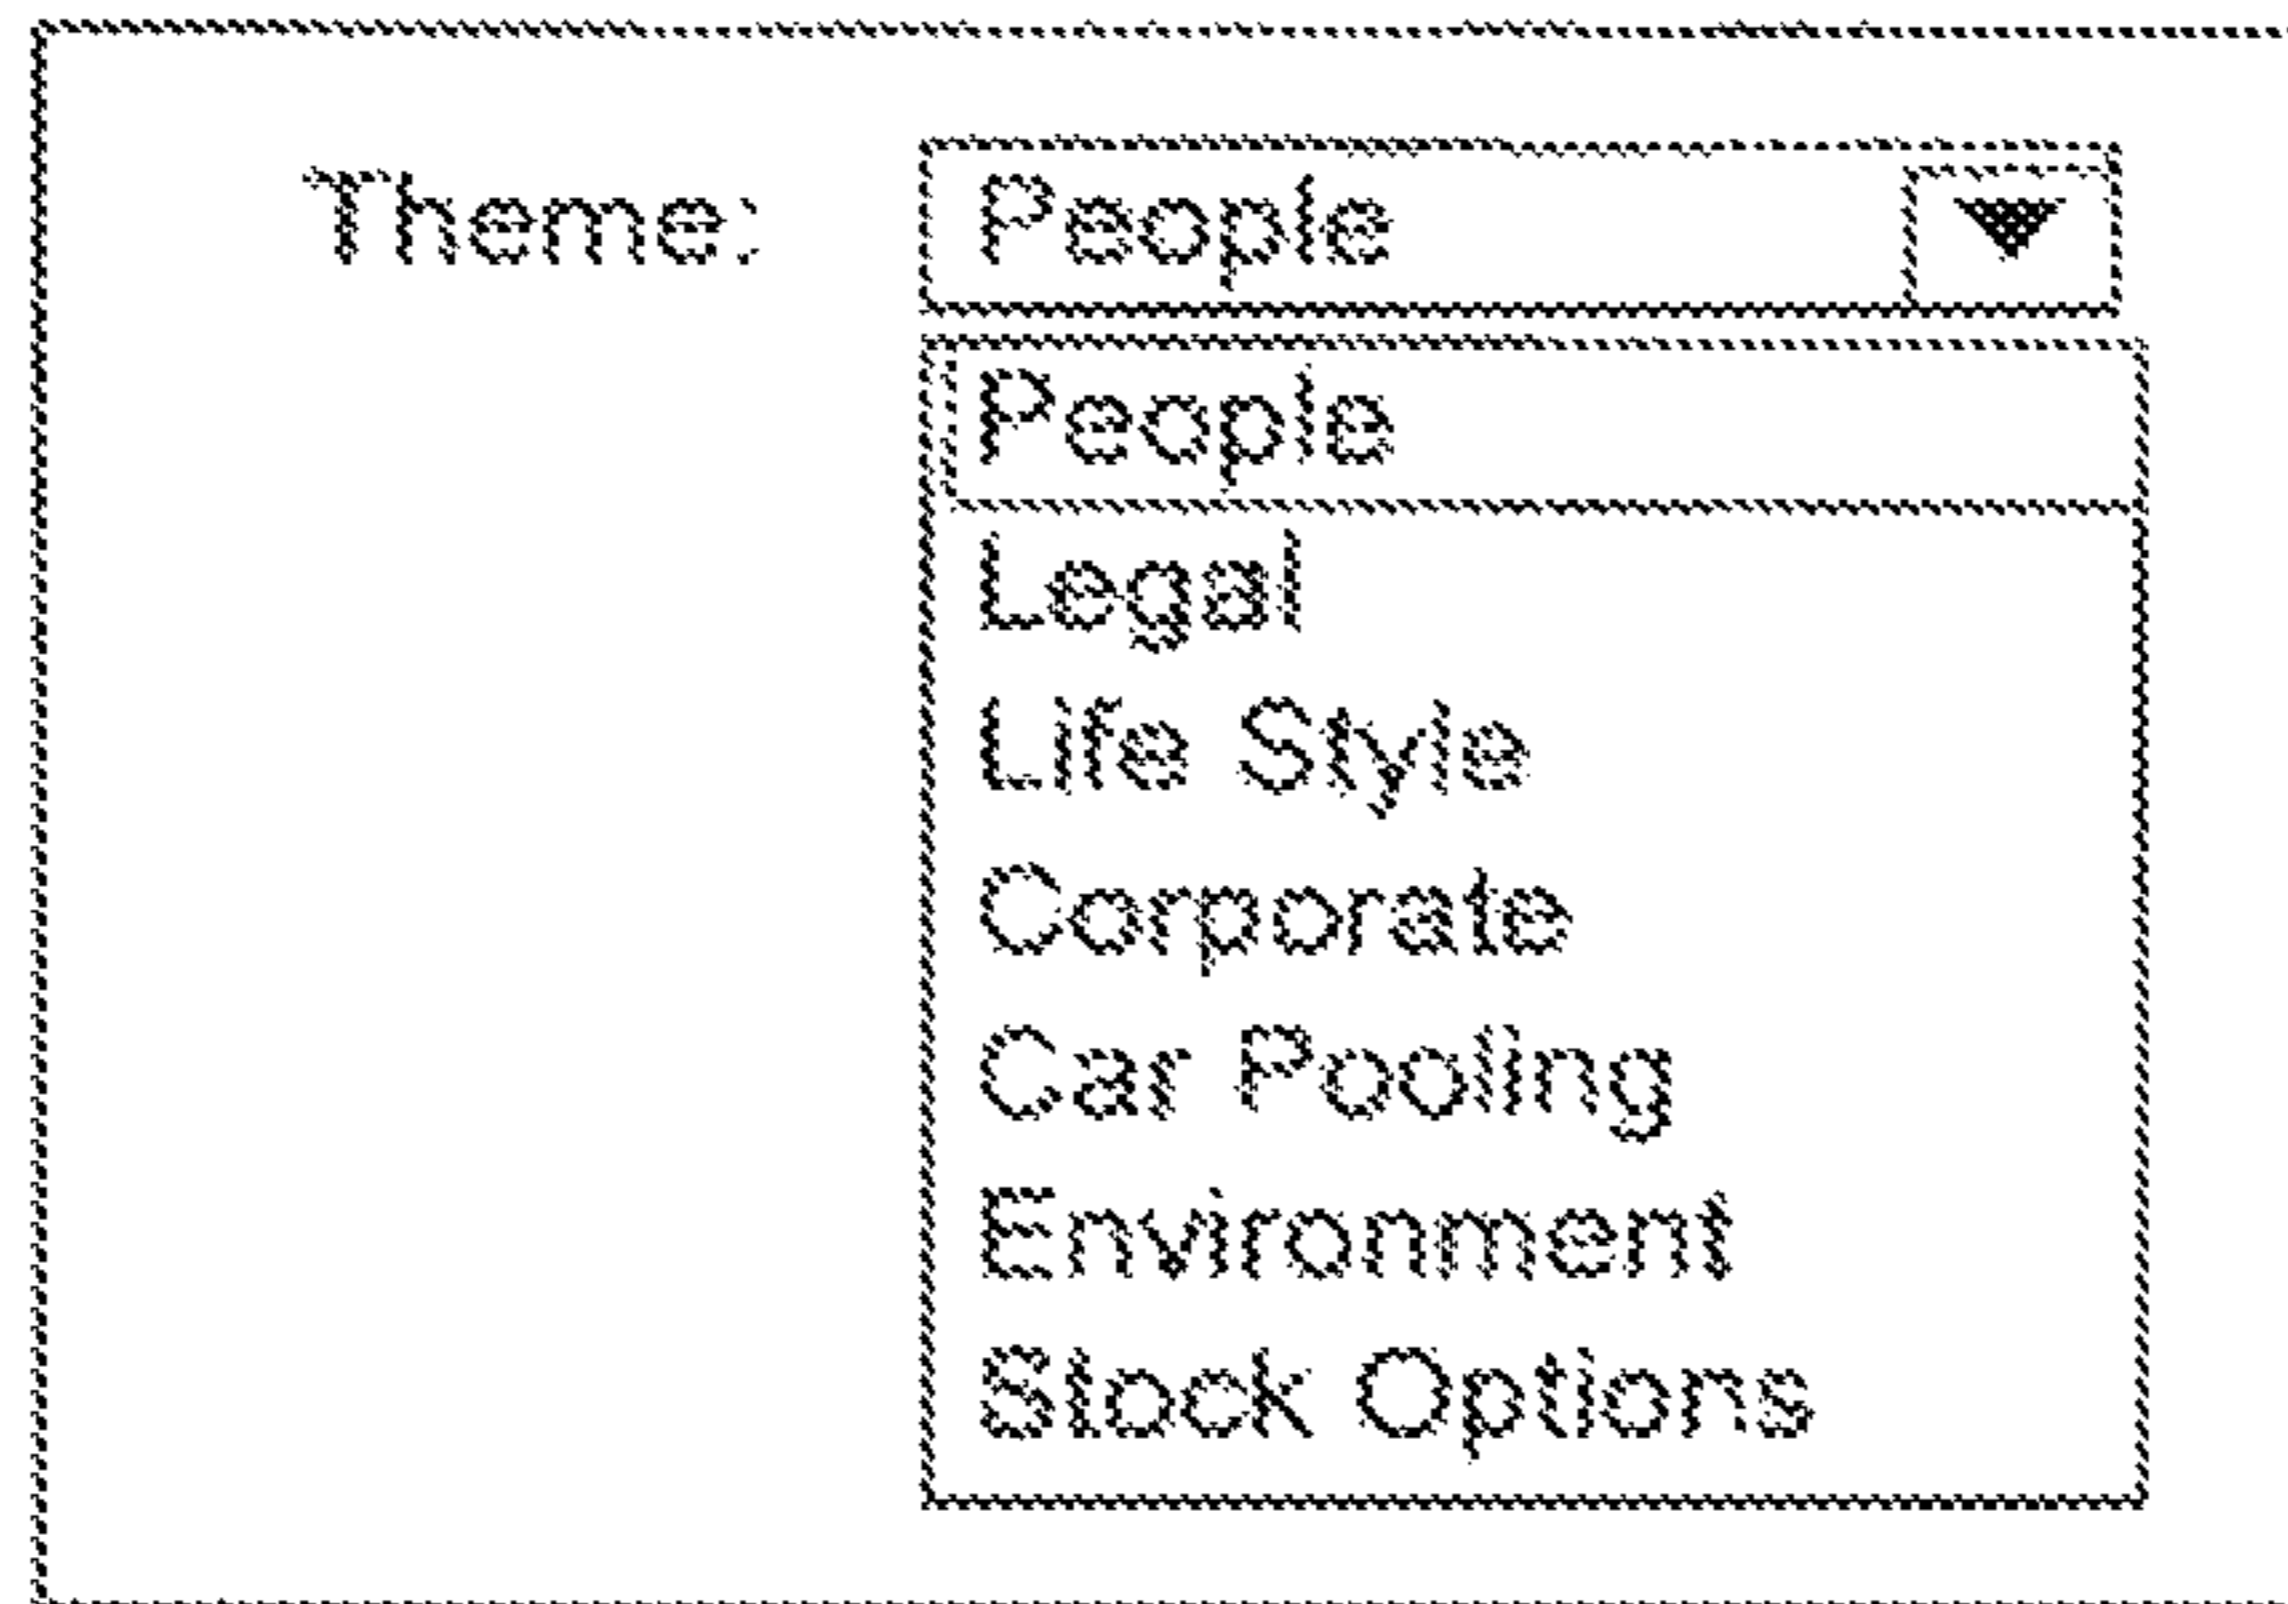 Theme: People
People
Legal
Life Style
Corporate
Car Pooling
Environment
Stock Options